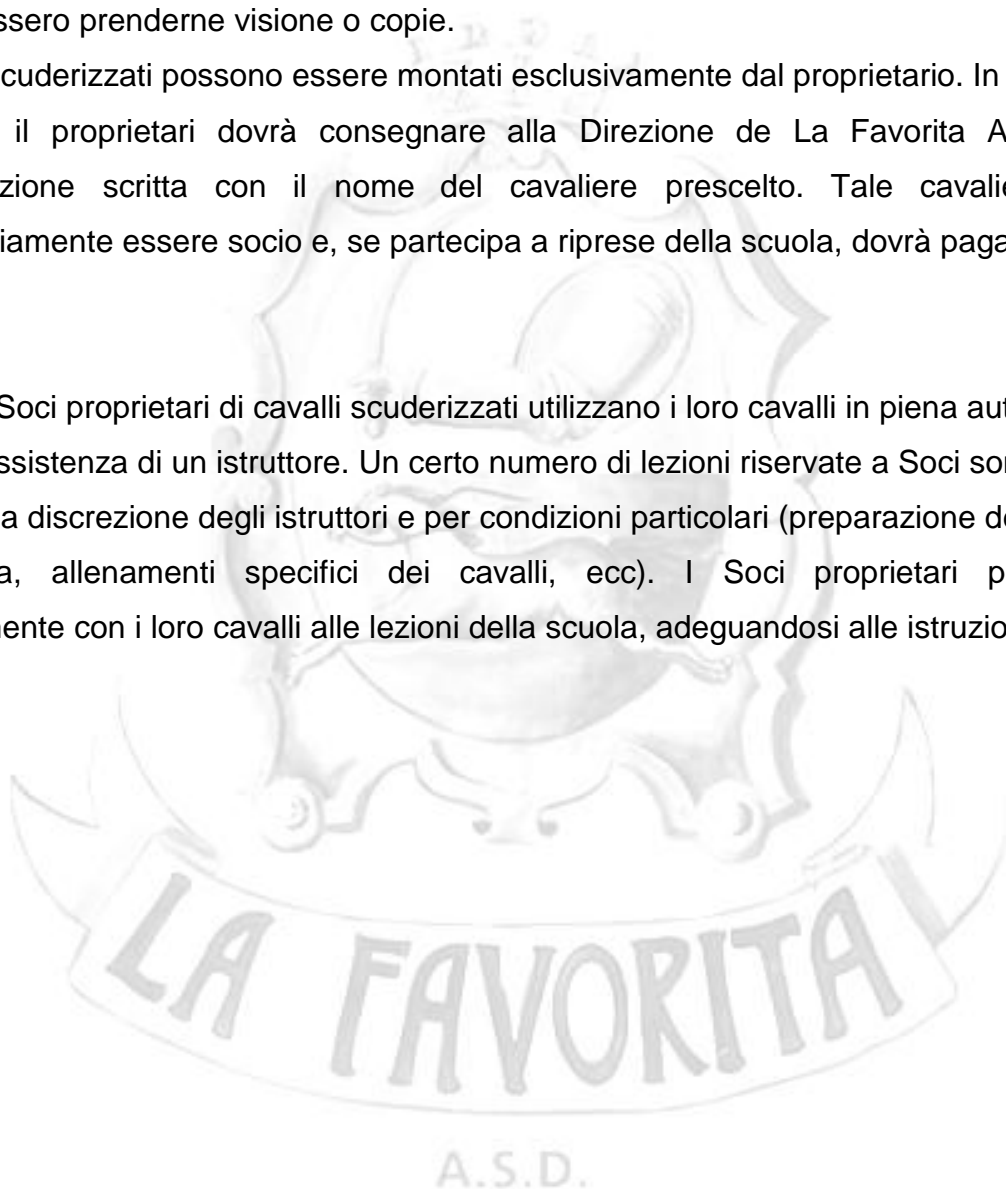 ssero prenderne visione o copie.
cuderizzati possono essere montati esclusivamente dal proprietario. In
il proprietari dovrà consegnare alla Direzione de La Favorita A
zione scritta con il nome del cavaliere prescelto. Tale cavalie
iamente essere socio e, se partecipa a riprese della scuola, dovrà paga
Soci proprietari di cavalli scuderizzati utilizzano i loro cavalli in piena aut
ssistenza di un istruttore. Un certo numero di lezioni riservate a Soci sor
a discrezione degli istruttori e per condizioni particolari (preparazione de
a, allenamenti specifici dei cavalli, ecc). I Soci proprietari p
ente con i loro cavalli alle lezioni della scuola, adeguandosi alle istruzio
LA FAVORITA
A.S.D.